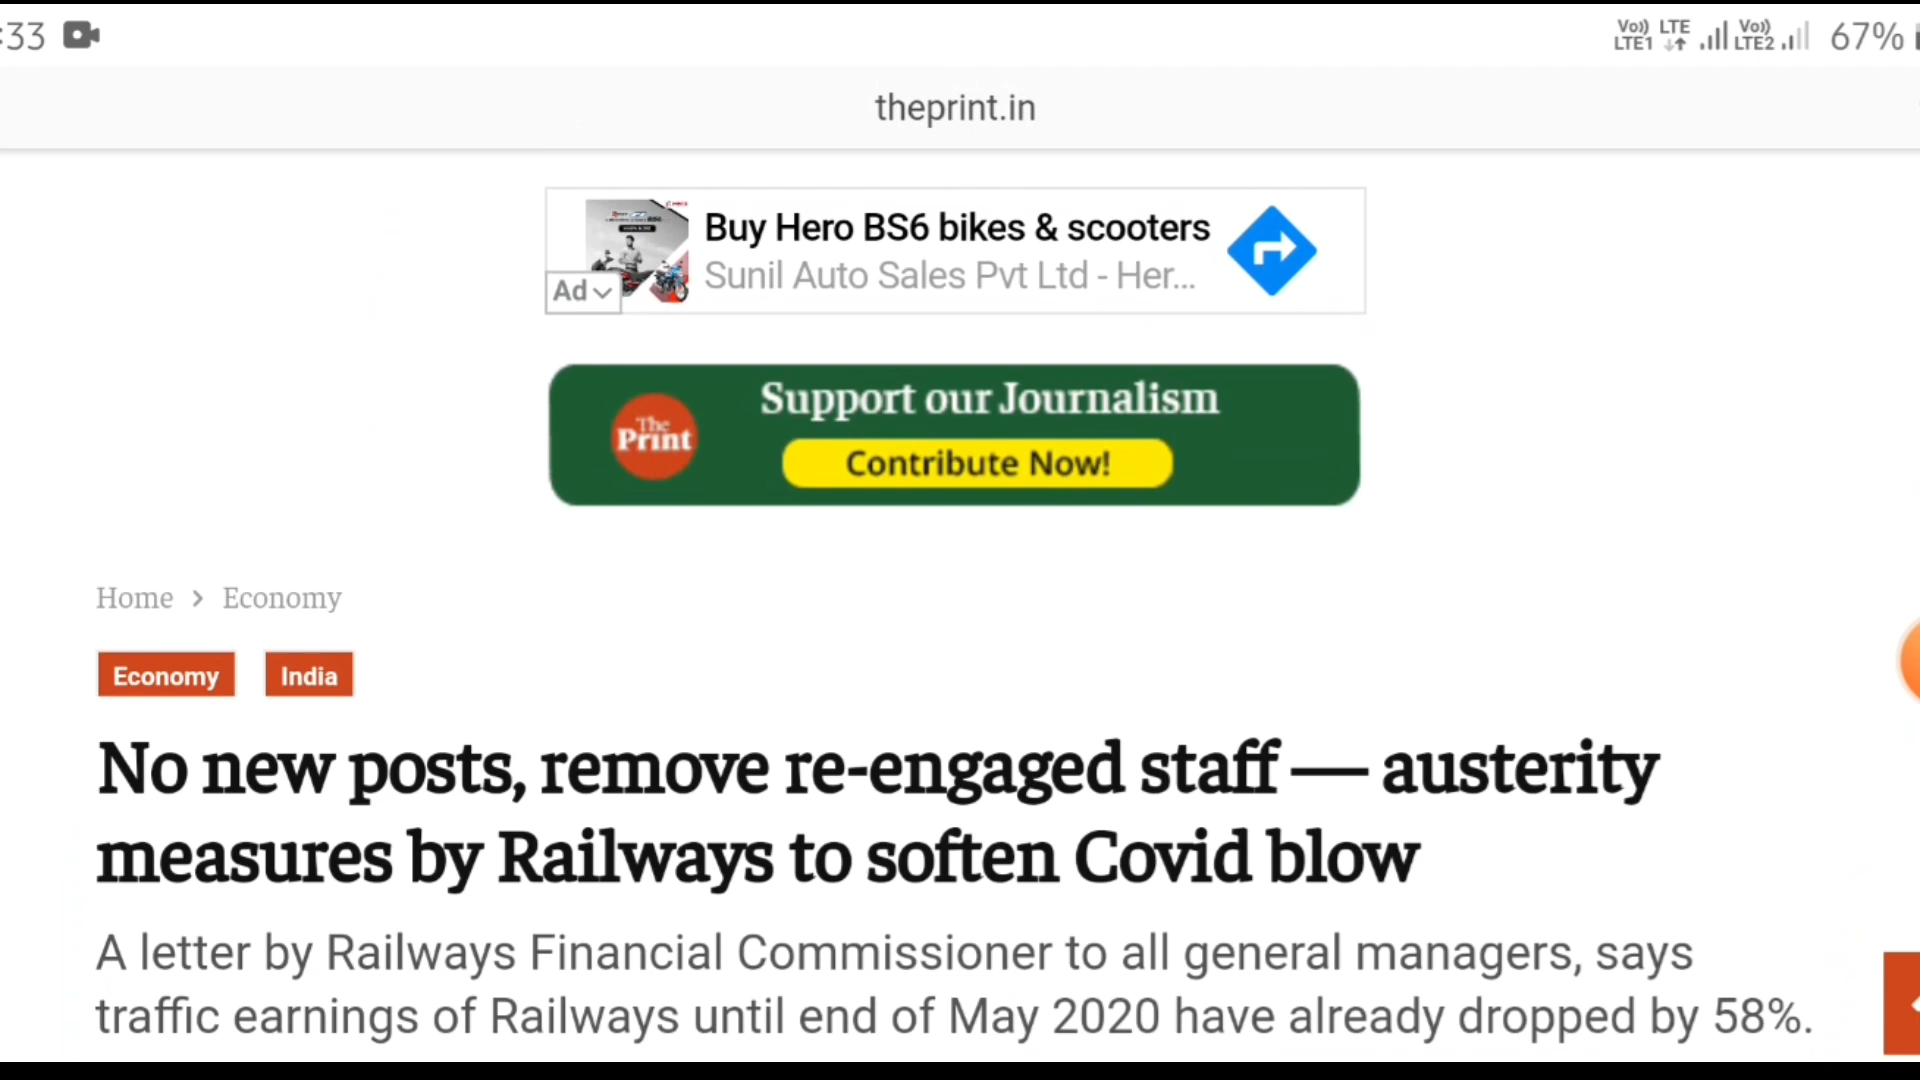 :33
Vo)) LTE
LTE1
Vo))
LTE2
67%
theprint.in
Buy Hero BS6 bikes & scooters
Sunil Auto Sales Pvt Ltd - Her...
Ad
Support our Journalism
The
Print
Contribute Now!
Home > Economy
Economy India
No new posts, remove re-engaged staff — austerity
measures by Railways to soften Covid blow
A letter by Railways Financial Commissioner to all general managers, says
traffic earnings of Railways until end of May 2020 have already dropped by 58%.